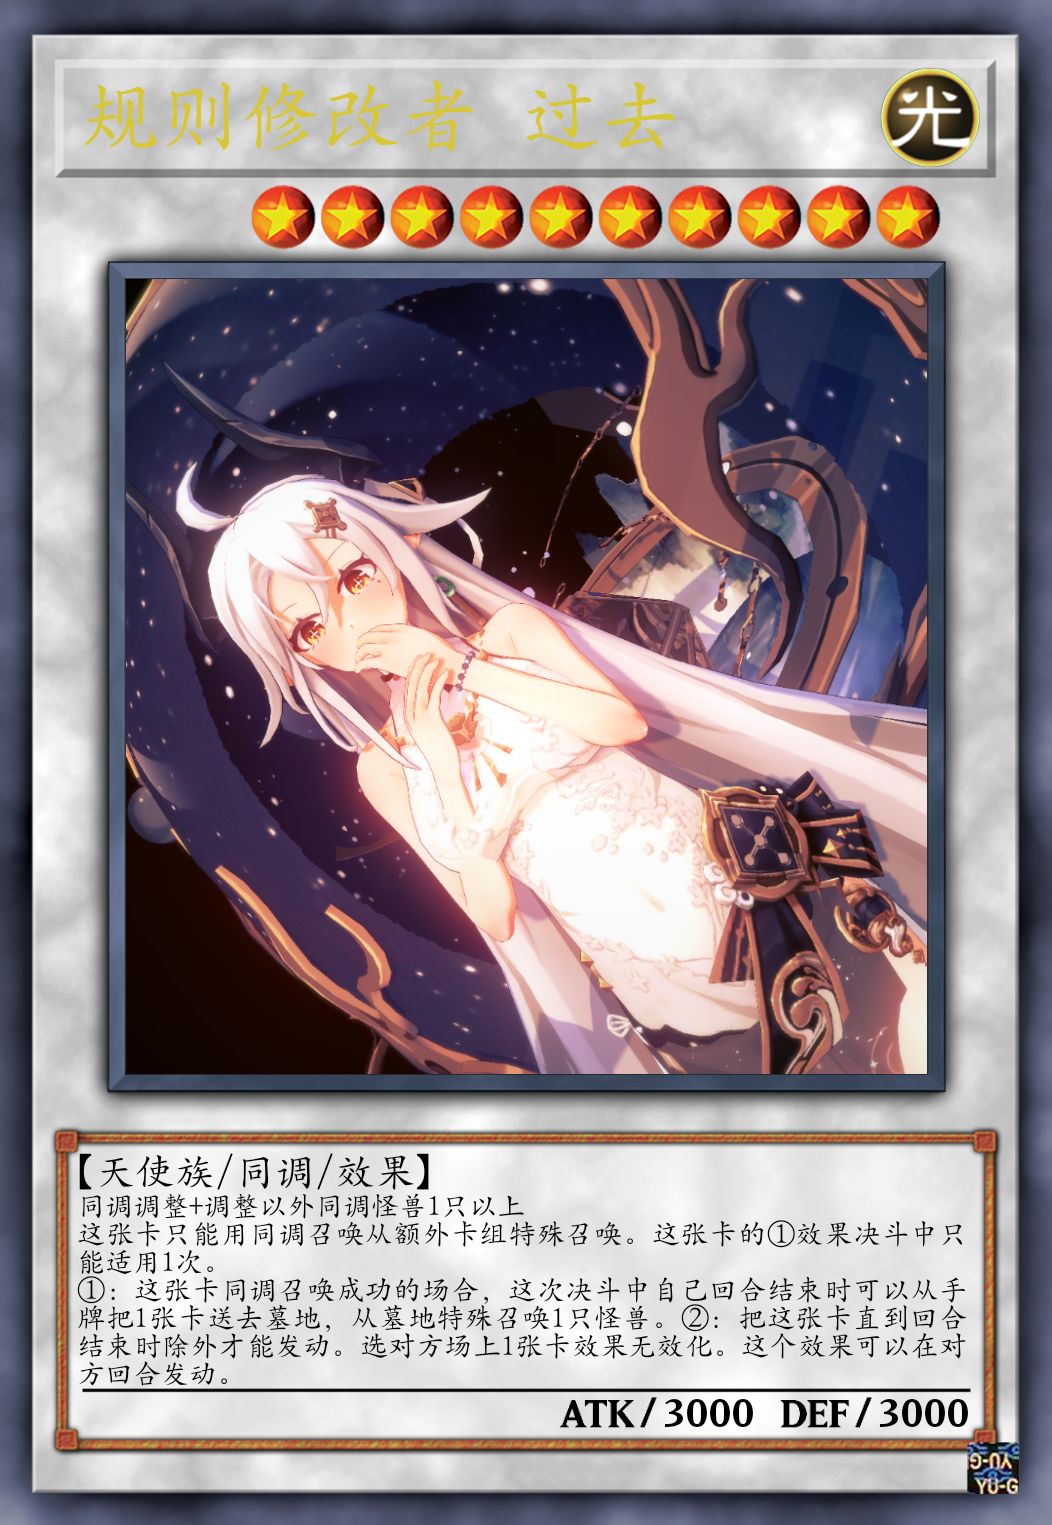 规则修改者 过去
光
【天使族/同调/效果】
同调调整+调整以外同调怪兽1只以上
这张卡只能用同调召唤从额外卡组特殊召唤。这张卡的①效果决斗中只
能适用1次。
①：这张卡同调召唤成功的场合，这次决斗中自己回合结束时可以从手
牌把1张卡送去墓地，从墓地特殊召唤1只怪兽。②：把这张卡直到回合
结束时除外才能发动。选对方场上1张卡效果无效化。这个效果可以在对
方回合发动。
ATK/3000 DEF/3000
YU-G